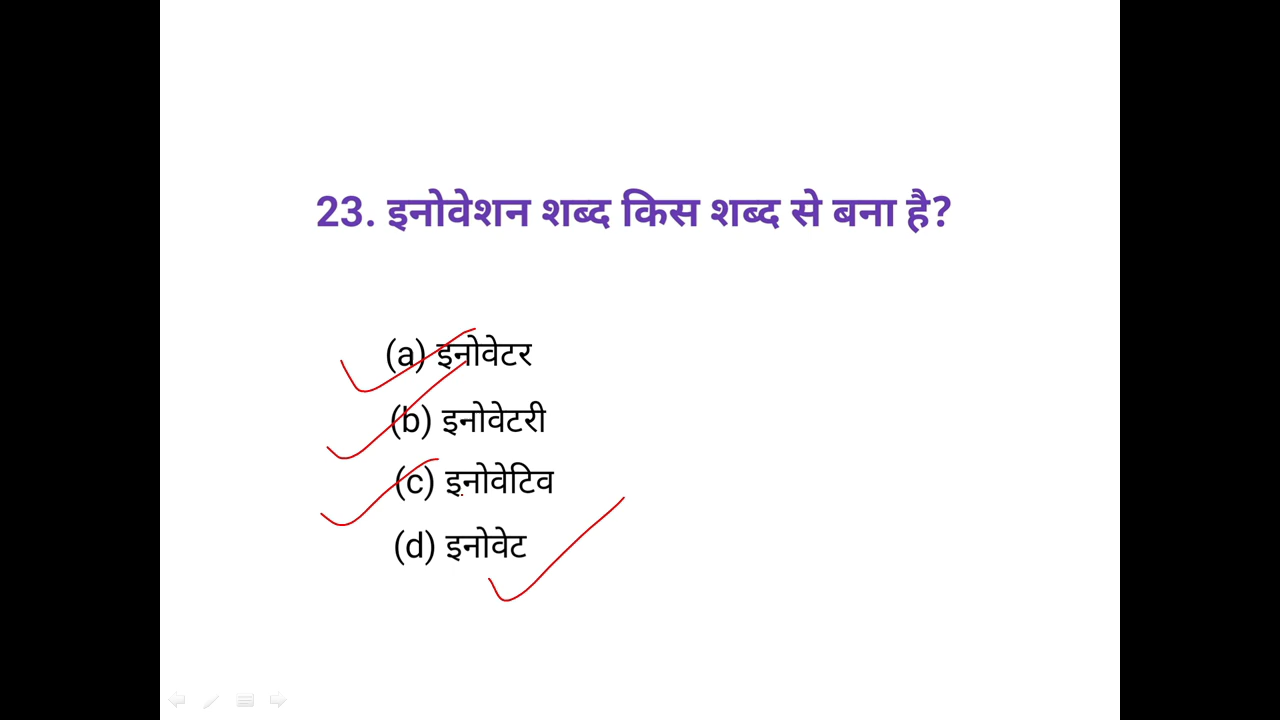 23. इनोवेशन शब्द किस शब्द से बना है?
(a) इनोवेटर
(b) इनोवेटरी
(c) इनोवेटिव
(d) इनोवेट